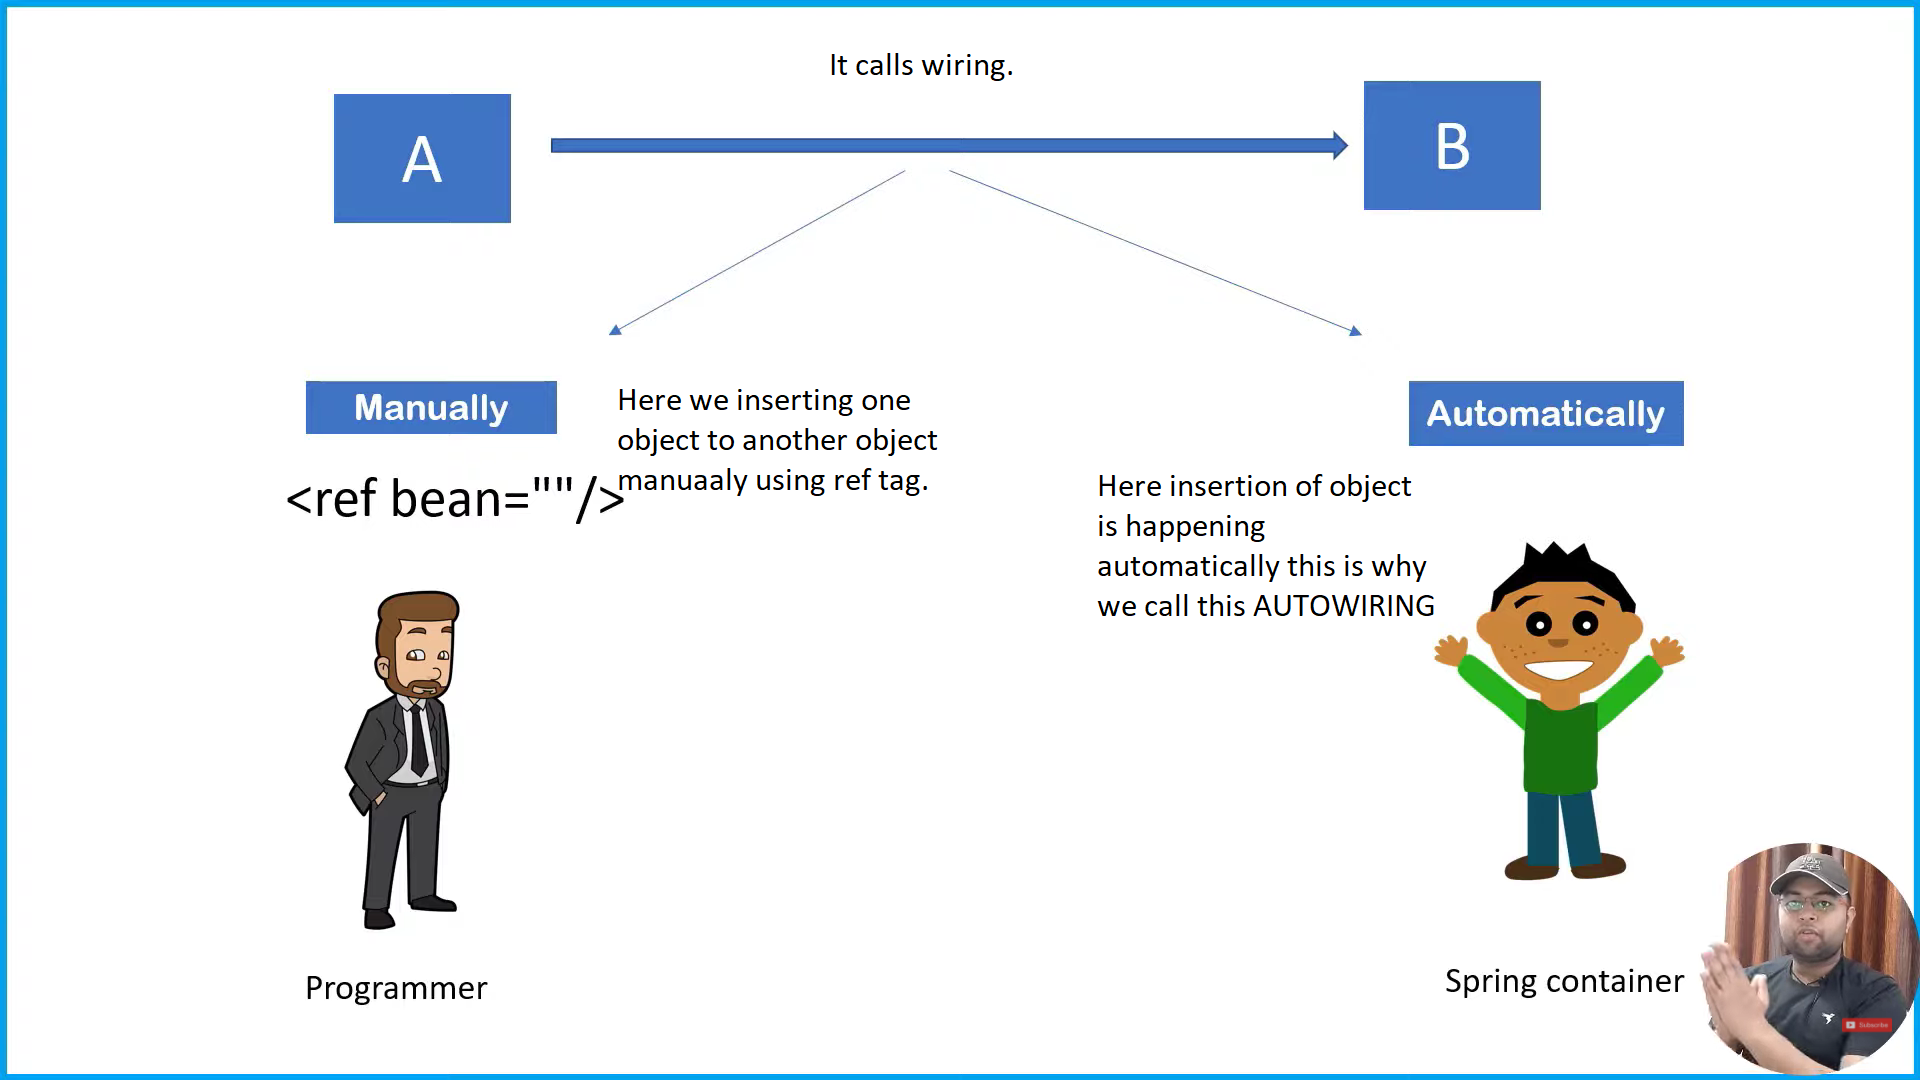 It calls wiring.
A
B
Manually
Here we inserting one
object to another object
manuaaly using ref tag.
<ref bean=""/>
Automatically
Here insertion of object
is happening
automatically this is why
we call this AUTOWIRING
Programmer
Spring container
Subscribe